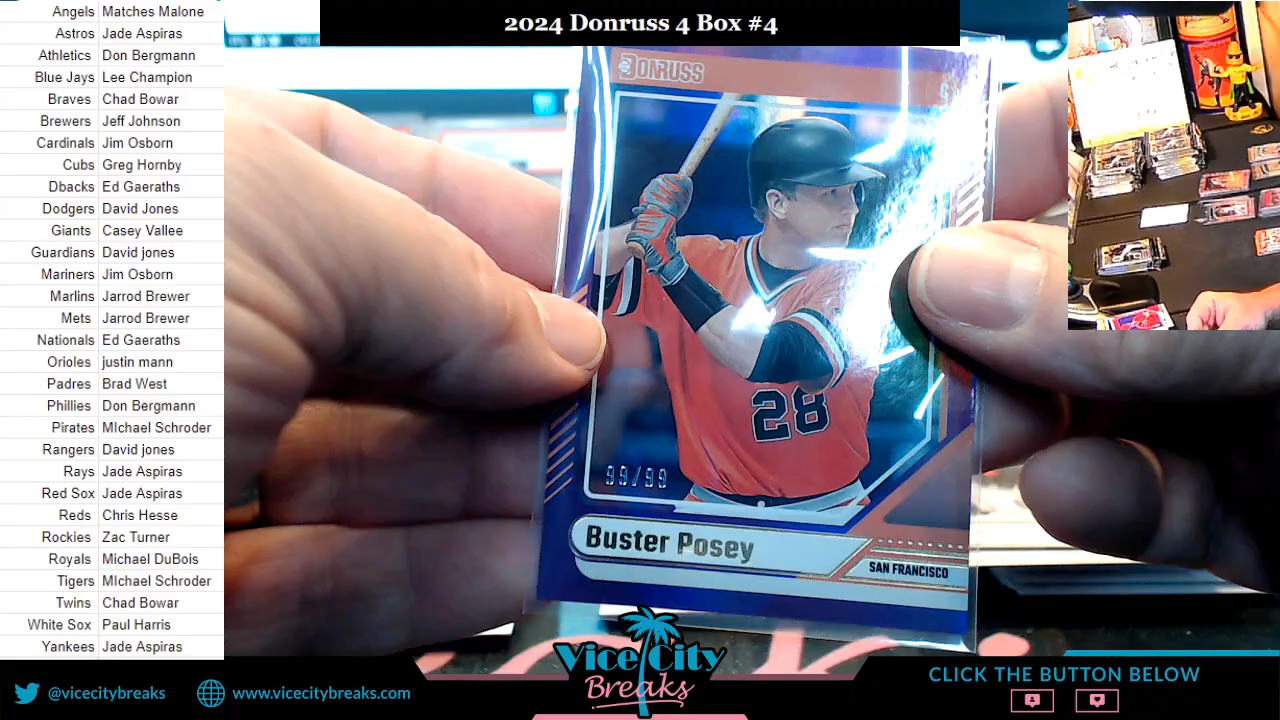 2024 Donruss 4 Box #4
Angels Matches Malone
Astros Jade Aspiras
Athletics Don Bergmann
Blue Jays Lee Champion
Braves Chad Bowar
Brewers Jeff Johnson
Cardinals Jim Osborn
Cubs Greg Hornby
Dbacks Ed Gaeraths
Dodgers David Jones
Giants Casey Vallee
Guardians David jones
Mariners Jim Osborn
Marlins Jarrod Brewer
Mets Jarrod Brewer
Nationals Ed Gaeraths
Orioles justin mann
Padres Brad West
Phillies Don Bergmann
Pirates MIchael Schroder
Rangers David jones
Rays Jade Aspiras
Red Sox Jade Aspiras
Reds Chris Hesse
Rockies Zac Turner
Royals Michael DuBois
Tigers MIchael Schroder
Twins Chad Bowar
White Sox Paul Harris
Yankees Jade Aspiras
DONRUSS
28
99/99
Buster Posey
SAN FRANCISCO
Vice City
Breaks
@vicecitybreaks
www.vicecitybreaks.com
CLICK THE BUTTON BELOW